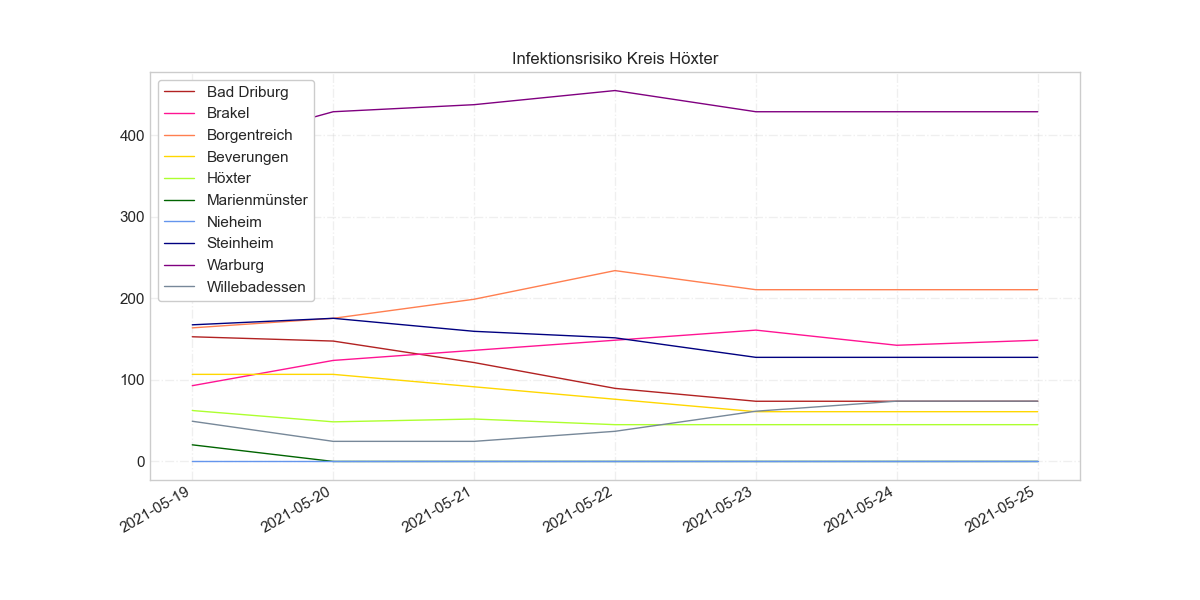 Infektionsrisiko Kreis Höxter
Bad Driburg
Brakel
Borgentreich
Beverungen
Höxter
Marienmünster
Nieheim
Steinheim
Warburg
Willebadessen
400
300
200
100
0
2021-05-19
2021-05-20
2021-05-21
2021-05-22
2021-05-23
2021-05-24
2021-05-25